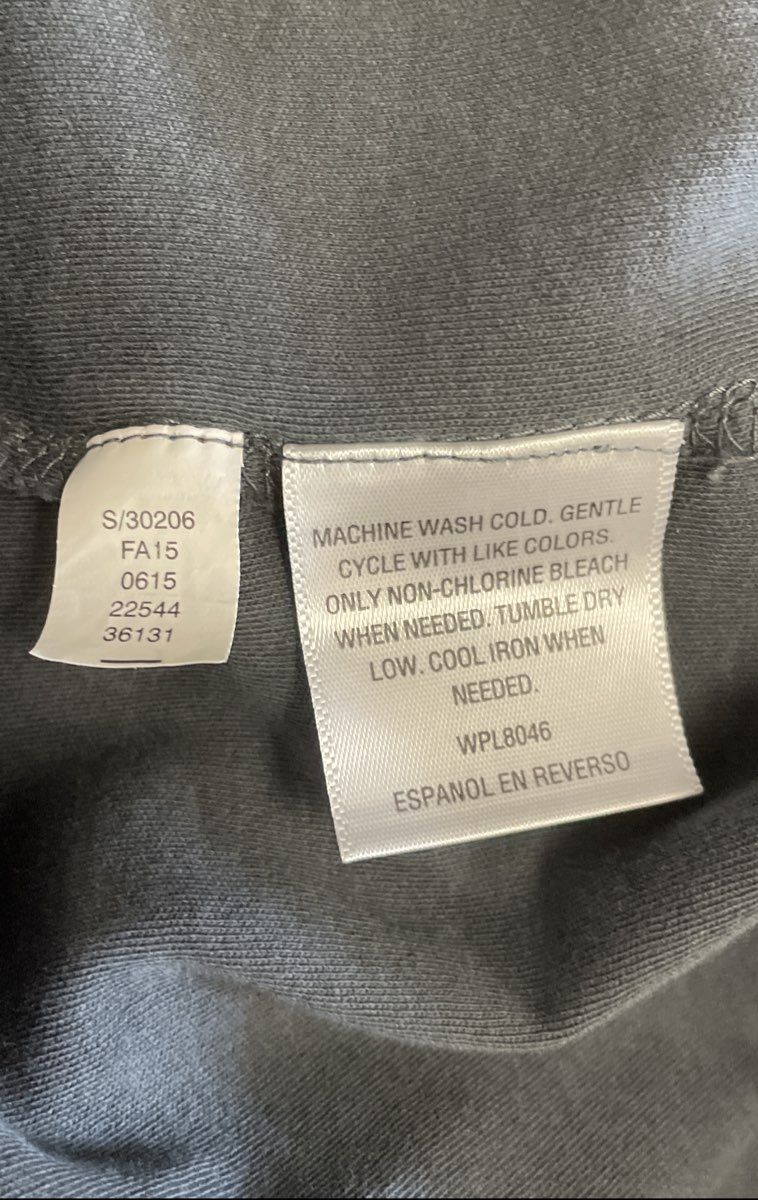 S/30206
FA15
0615
22544
36131
MACHINE WASH COLD. GENTLE
CYCLE WITH LIKE COLORS.
ONLY NON-CHLORINE BLEACH
WHEN NEEDED. TUMBLE DRY
LOW. COOL IRON WHEN
NEEDED.
WPL8046
ESPANOL EN REVERSO